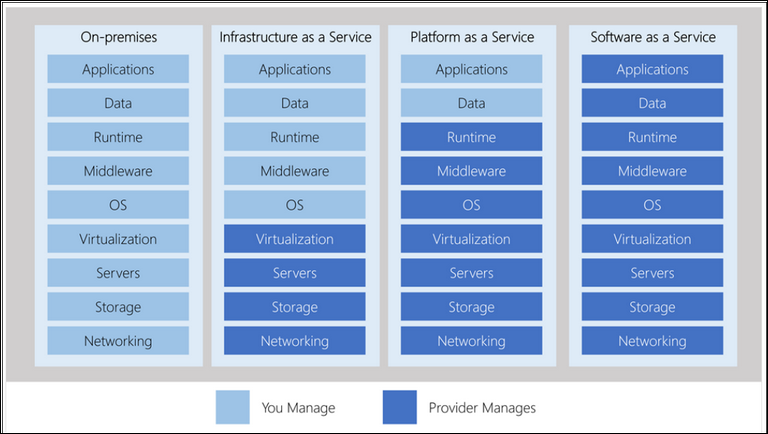 On-premises
Applications
Data
Runtime
Middleware
OS
Virtualization
Servers
Storage
Networking
Infrastructure as a Service
Applications
Data
Runtime
Middleware
OS
Virtualization
Servers
Storage
Networking
Platform as a Service
Applications
Data
Runtime
Middleware
OS
Virtualization
Servers
Storage
Networking
Software as a Service
Applications
Data
Runtime
Middleware
OS
Virtualization
Servers
Storage
Networking
You Manage
Provider Manages